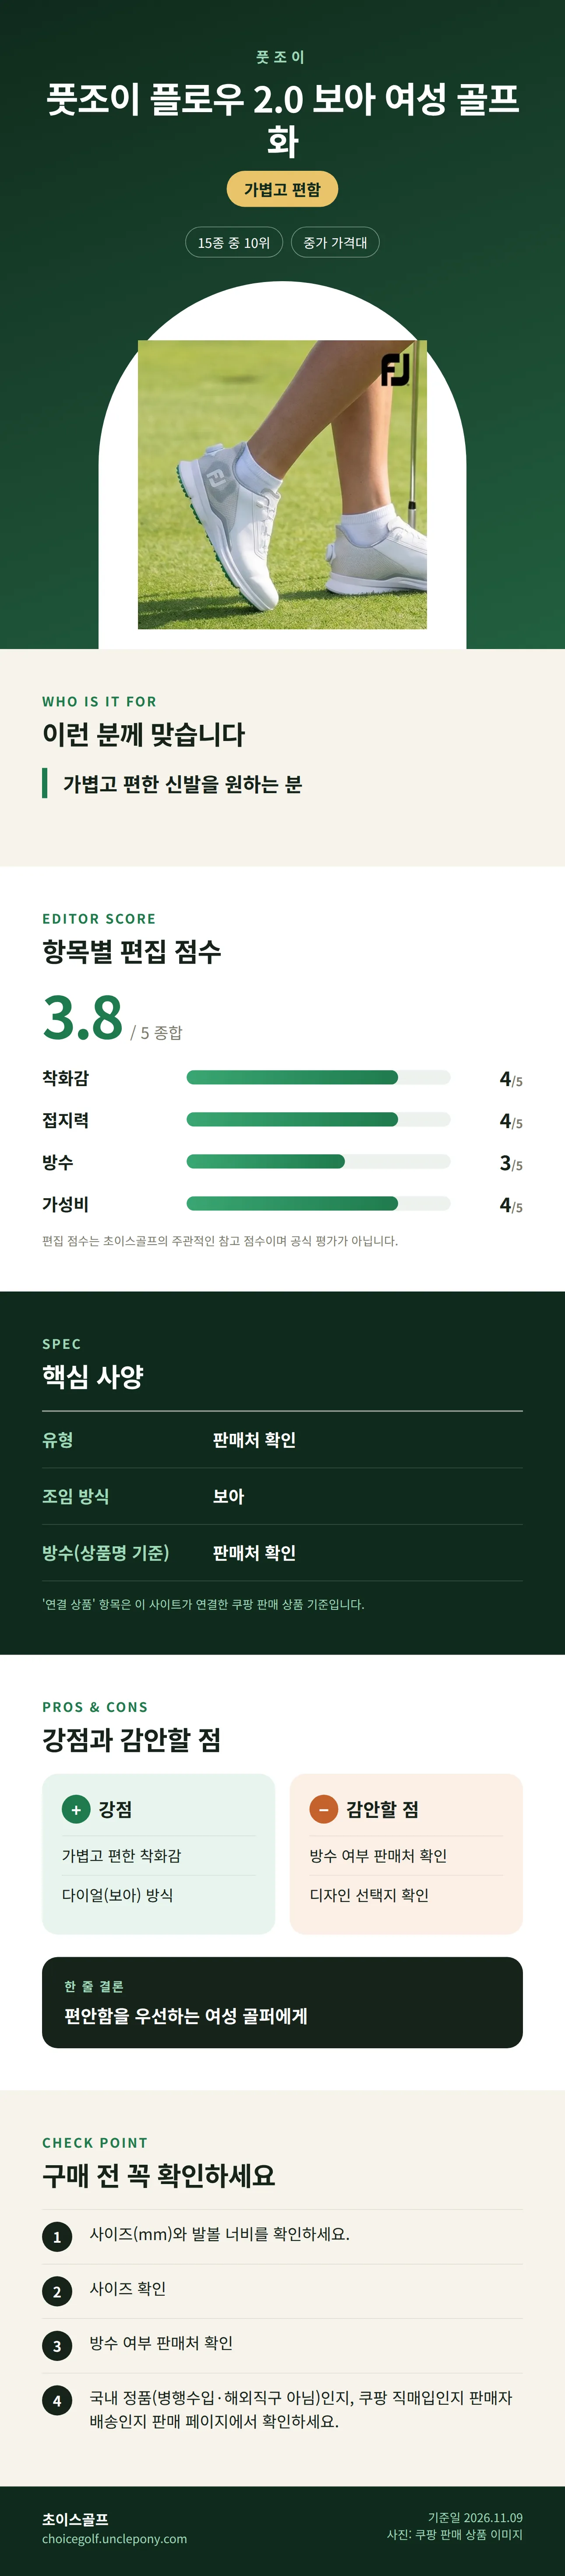 풋조이
풋조이 플로우 2.0 보아 여성 골프
화
가볍고 편함
15종 중 10위
중가 가격대
FJ
FJ
WHO IS IT FOR
이런 분께 맞습니다
가볍고 편한 신발을 원하는 분
EDITOR SCORE
항목별 편집 점수
3.8 / 5 종합
착화감 4/5
접지력 4/5
방수 3/5
가성비 4/5
편집 점수는 초이스골프의 주관적인 참고 점수이며 공식 평가가 아닙니다.
SPEC
핵심 사양
유형 판매처 확인
조임 방식 보아
방수(상품명 기준) 판매처 확인
'연결 상품' 항목은 이 사이트가 연결한 쿠팡 판매 상품 기준입니다.
PROS & CONS
강점과 감안할 점
+ 강점
가볍고 편한 착화감
다이얼(보아) 방식
− 감안할 점
방수 여부 판매처 확인
디자인 선택지 확인
한 줄 결론
편안함을 우선하는 여성 골퍼에게
CHECK POINT
구매 전 꼭 확인하세요
1 사이즈(mm)와 발볼 너비를 확인하세요.
2 사이즈 확인
3 방수 여부 판매처 확인
4 국내 정품(병행수입·해외직구 아님)인지, 쿠팡 직매입인지 판매자
배송인지 판매 페이지에서 확인하세요.
초이스골프
choicegolf.unclepony.com
기준일 2026.11.09
사진: 쿠팡 판매 상품 이미지